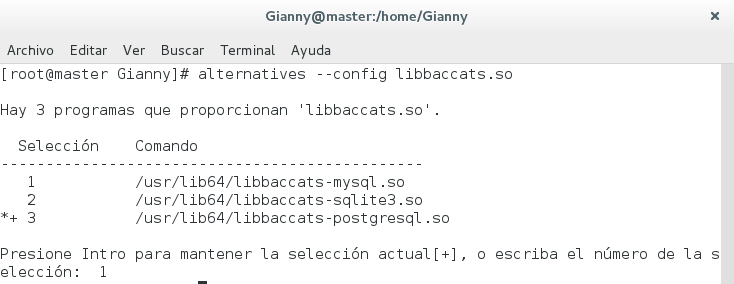 Gianny@master:/home/Gianny
Archivo Editar Ver Buscar Terminal Ayuda
[root@master Gianny]# alternatives --config libbaccats.so
Hay 3 programas que proporcionan 'libbaccats.so'.
Selección Comando
-----------------------------------------------
1 /usr/lib64/libbaccats-mysql.so
2 /usr/lib64/libbaccats-sqlite3.so
*+ 3 /usr/lib64/libbaccats-postgresql.so
Presione Intro para mantener la selección actual[+], o escriba el número de la s
elección: 1